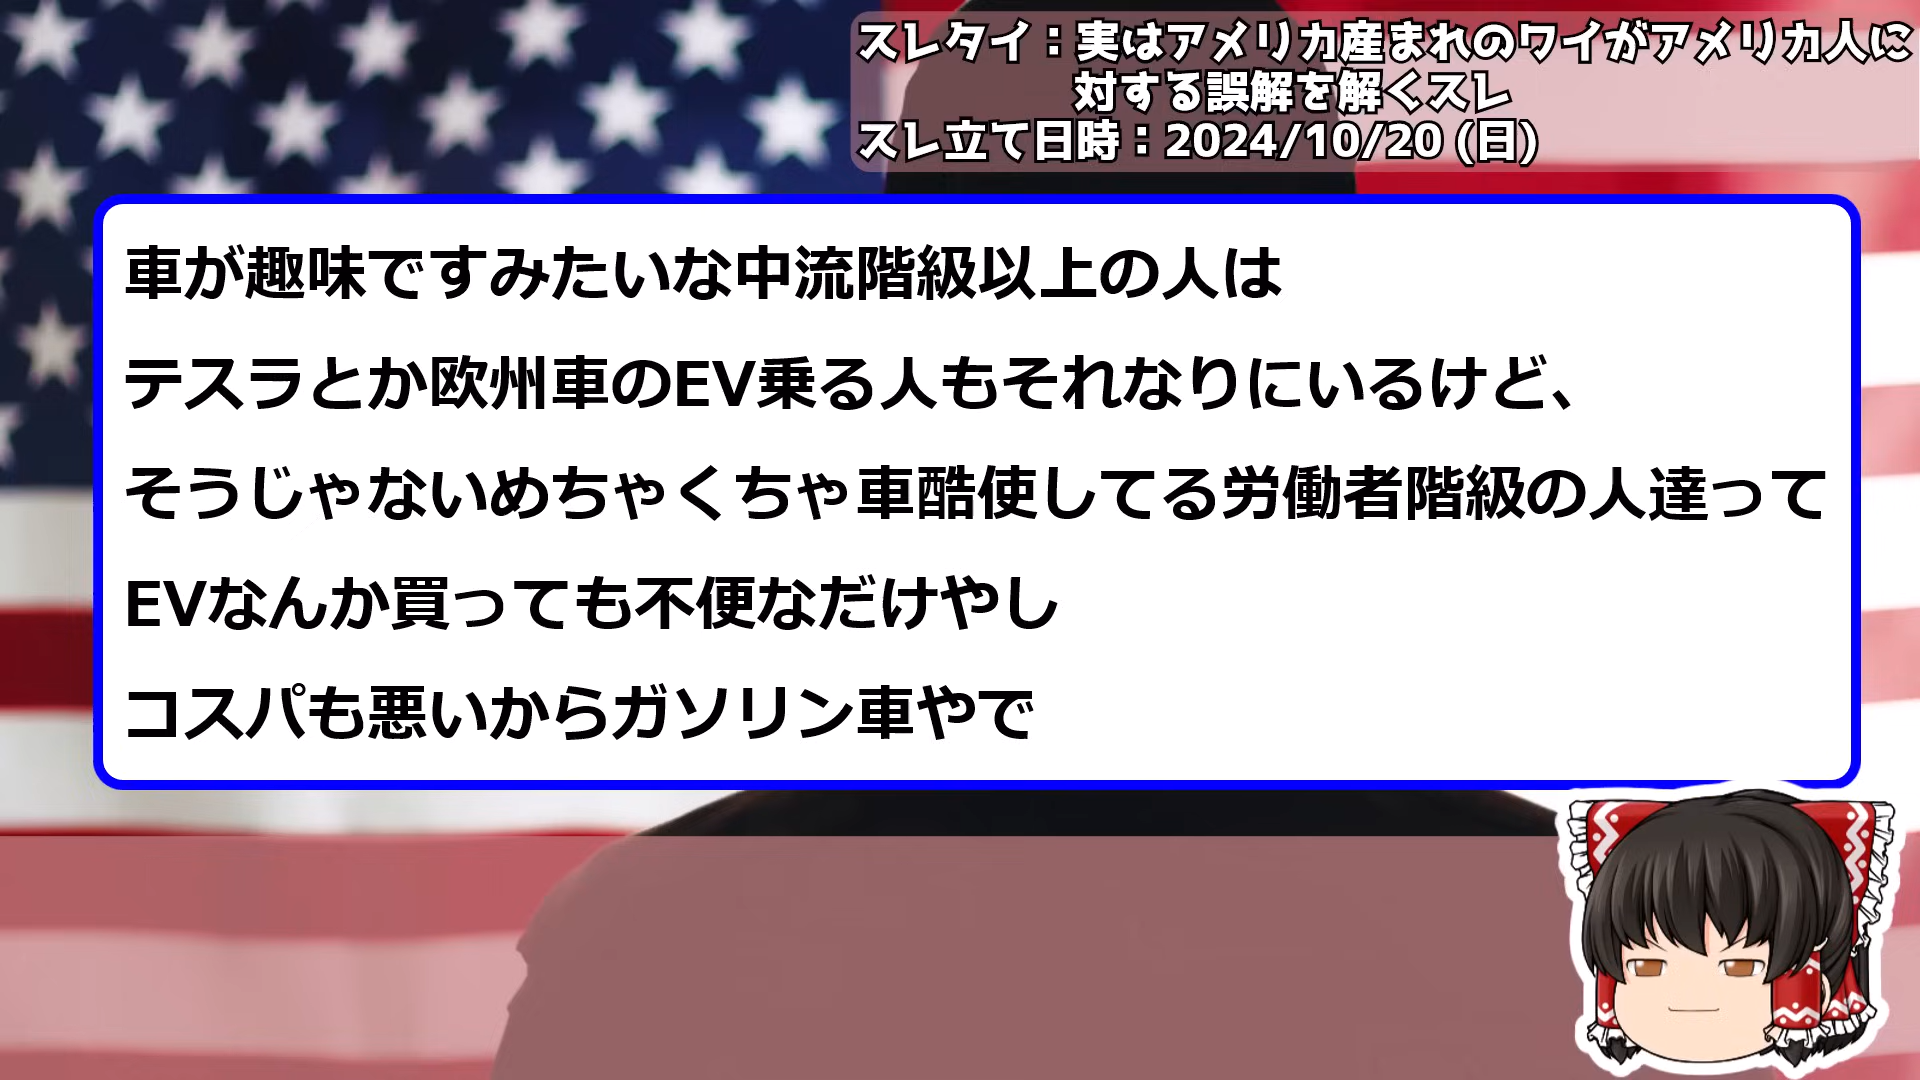 スレタイ：実はアメリカ産まれのワイがアメリカ人に
対する誤解を解くスレ
スレ立て日時：2024/10/20 (日)
車が趣味ですみたいな中流階級以上の人は
テスラとか欧州車のEV乗る人もそれなりにいるけど、
そうじゃないめちゃくちゃ車酷使してる労働者階級の人達って
EVなんか買っても不便なだけやし
コスパも悪いからガソリン車やで